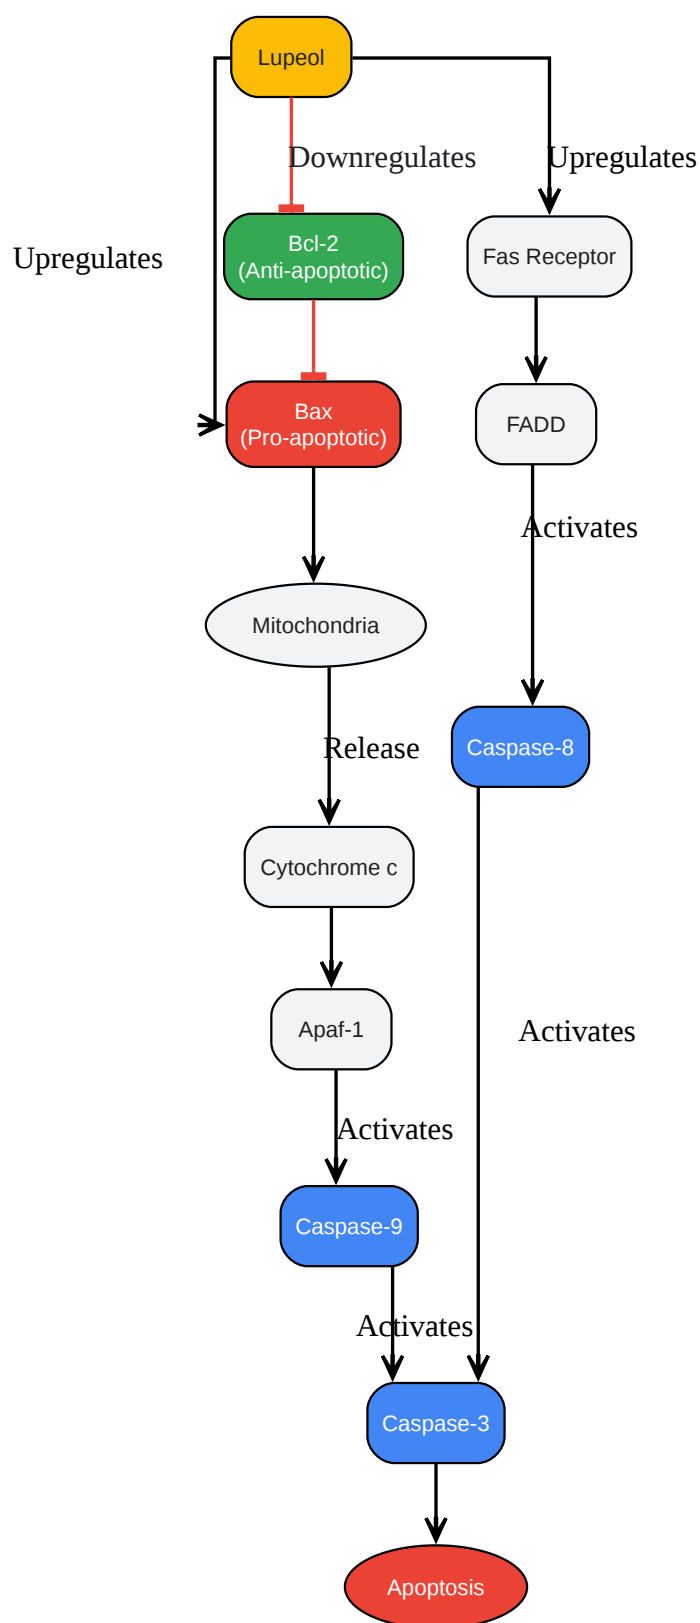 Lupeol
Downregulates
Upregulates
Upregulates
Bcl-2
(Anti-apoptotic)
Fas Receptor
Bax
(Pro-apoptotic)
FADD
Activates
Mitochondria
Release
Caspase-8
Cytochrome c
Apaf-1
Activates
Activates
Caspase-9
Activates
Caspase-3
Apoptosis